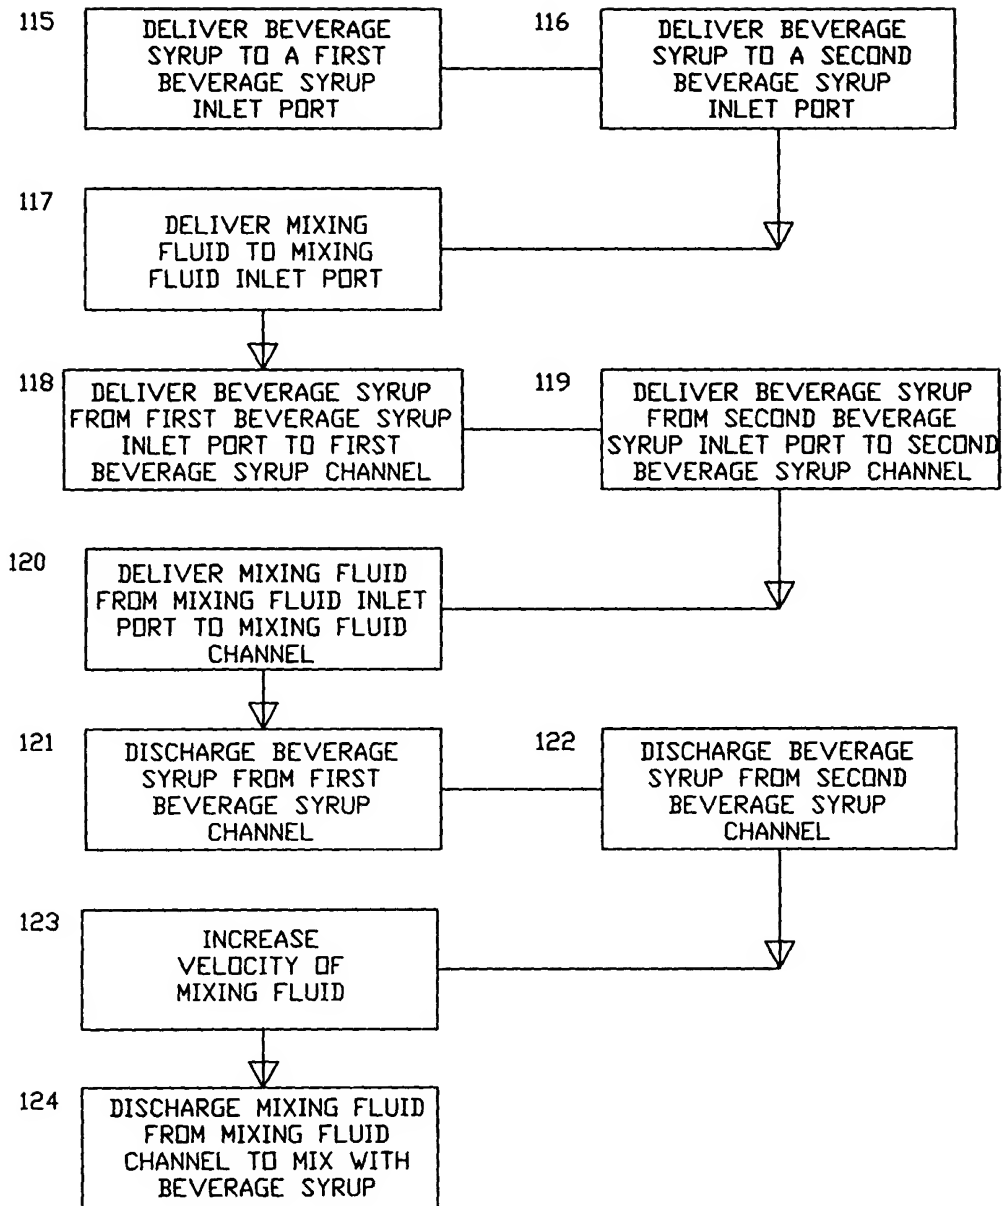 115
DELIVER BEVERAGE
SYRUP TO A FIRST
BEVERAGE SYRUP
INLET PORT
116
DELIVER BEVERAGE
SYRUP TO A SECOND
BEVERAGE SYRUP
INLET PORT
117
DELIVER MIXING
FLUID TO MIXING
FLUID INLET PORT
118
DELIVER BEVERAGE SYRUP
FROM FIRST BEVERAGE SYRUP
INLET PORT TO FIRST
BEVERAGE SYRUP CHANNEL
119
DELIVER BEVERAGE SYRUP
FROM SECOND BEVERAGE
SYRUP INLET PORT TO SECOND
BEVERAGE SYRUP CHANNEL
120
DELIVER MIXING FLUID
FROM MIXING FLUID INLET
PORT TO MIXING FLUID
CHANNEL
121
DISCHARGE BEVERAGE
SYRUP FROM FIRST
BEVERAGE SYRUP
CHANNEL
122
DISCHARGE BEVERAGE
SYRUP FROM SECOND
BEVERAGE SYRUP
CHANNEL
123
INCREASE
VELOCITY OF
MIXING FLUID
124
DISCHARGE MIXING FLUID
FROM MIXING FLUID
CHANNEL TO MIX WITH
BEVERAGE SYRUP